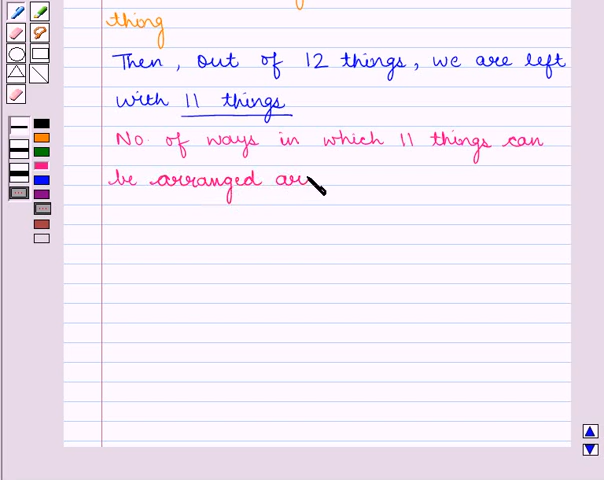 thing
Then, out of 12 things, we are left
with 11 things
No. of ways in which 11 things can
be arranged ar